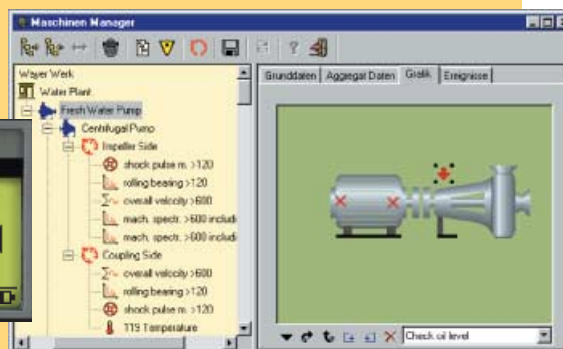 Maschinen Manager
Grunddaten
Aggregat Daten
Grafik
Ereignisse
Werk
Water Plant
Fresh Water Pump
Centrifugal Pump
Impeller Side
shock pulse m. >120
rolling bearing >120
overall velocity >600
mach. spectr. >600 includi
mach. spectr. >600 includi
Coupling Side
overall velocity >600
rolling bearing >120
shock pulse m. >120
Temperature
Check oil level